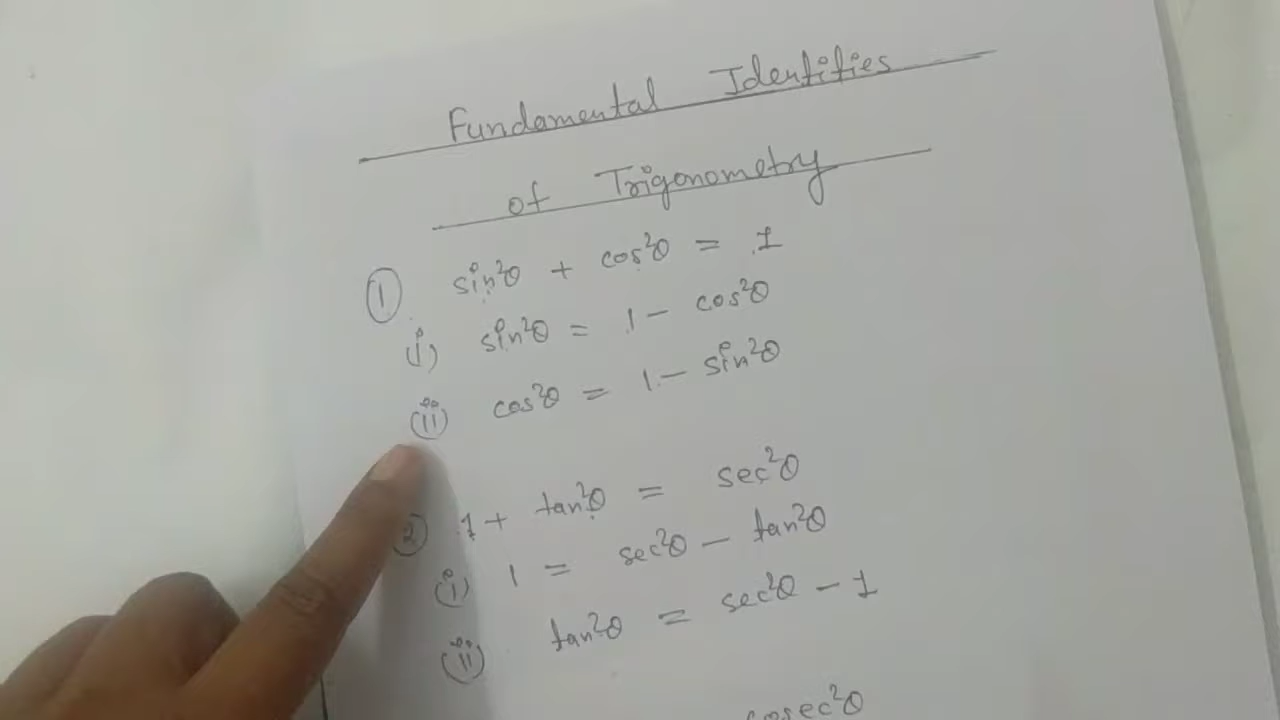 Fundamental Identities
of Trigonometry
① sin²θ + cos²θ = 1
(i) sin²θ = 1 - cos²θ
(ii) cos²θ = 1 - sin²θ
② 1 + tan²θ = sec²θ
(i) 1 = sec²θ - tan²θ
(ii) tan²θ = sec²θ - 1
cosec²θ